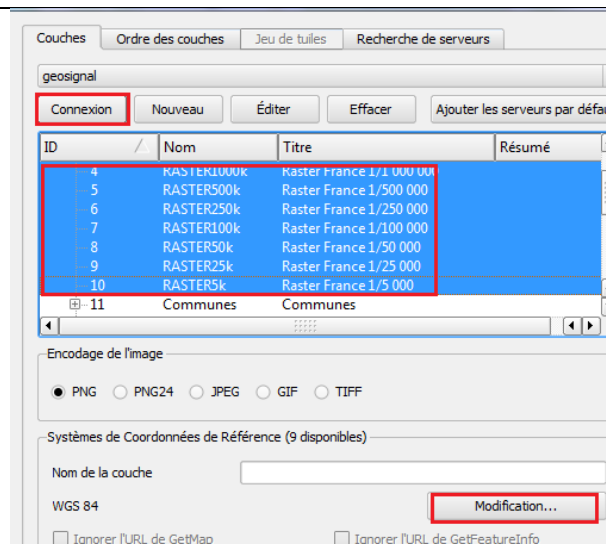 Couches Ordre des couches Jeu de tuiles Recherche de serveurs
geosignal
Connexion Nouveau Éditer Effacer Ajouter les serveurs par défau
ID Nom Titre Résumé
4 RASTER1000k Raster France 1/1 000 000
5 RASTER500k Raster France 1/500 000
6 RASTER250k Raster France 1/250 000
7 RASTER100k Raster France 1/100 000
8 RASTER50k Raster France 1/50 000
9 RASTER25k Raster France 1/25 000
10 RASTER5k Raster France 1/5 000
11 Communes Communes
Encodage de l'image
PNG PNG24 JPEG GIF TIFF
Systèmes de Coordonnées de Référence (9 disponibles)
Nom de la couche
WGS 84 Modification...
Ignorer l'URL de GetMap Ignorer l'URL de GetFeatureInfo